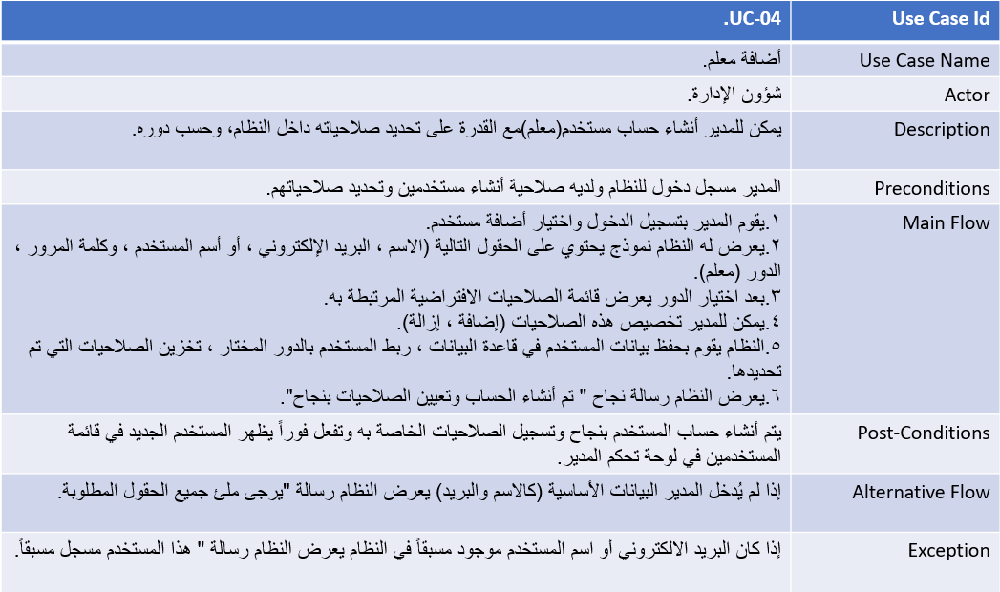 Use Case Id UC-04.
Use Case Name أضافة معلم.
Actor شؤون الإدارة.
Description يمكن للمدير أنشاء حساب مستخدم(معلم)مع القدرة على تحديد صلاحياته داخل النظام، وحسب دوره.
Preconditions المدير مسجل دخول للنظام ولديه صلاحية أنشاء مستخدمين وتحديد صلاحياتهم.
Main Flow ١.يقوم المدير بتسجيل الدخول واختيار أضافة مستخدم.
٢.يعرض له النظام نموذج يحتوي على الحقول التالية (الاسم ، البريد الإلكتروني ، أو أسم المستخدم ، وكلمة المرور ،
الدور (معلم).
٣.بعد اختيار الدور يعرض قائمة الصلاحيات الافتراضية المرتبطة به.
٤.يمكن للمدير تخصيص هذه الصلاحيات (إضافة ، إزالة).
٥.النظام يقوم بحفظ بيانات المستخدم في قاعدة البيانات ، ربط المستخدم بالدور المختار ، تخزين الصلاحيات التي تم
تحديدها.
٦.يعرض النظام رسالة نجاح " تم أنشاء الحساب وتعيين الصلاحيات بنجاح".
Post-Conditions يتم أنشاء حساب المستخدم بنجاح وتسجيل الصلاحيات الخاصة به وتفعل فوراً يظهر المستخدم الجديد في قائمة
المستخدمين في لوحة تحكم المدير.
Alternative Flow إذا لم يُدخل المدير البيانات الأساسية (كالاسم والبريد) يعرض النظام رسالة "يرجى ملئ جميع الحقول المطلوبة.
Exception إذا كان البريد الالكتروني أو اسم المستخدم موجود مسبقاً في النظام يعرض النظام رسالة " هذا المستخدم مسجل مسبقاً.